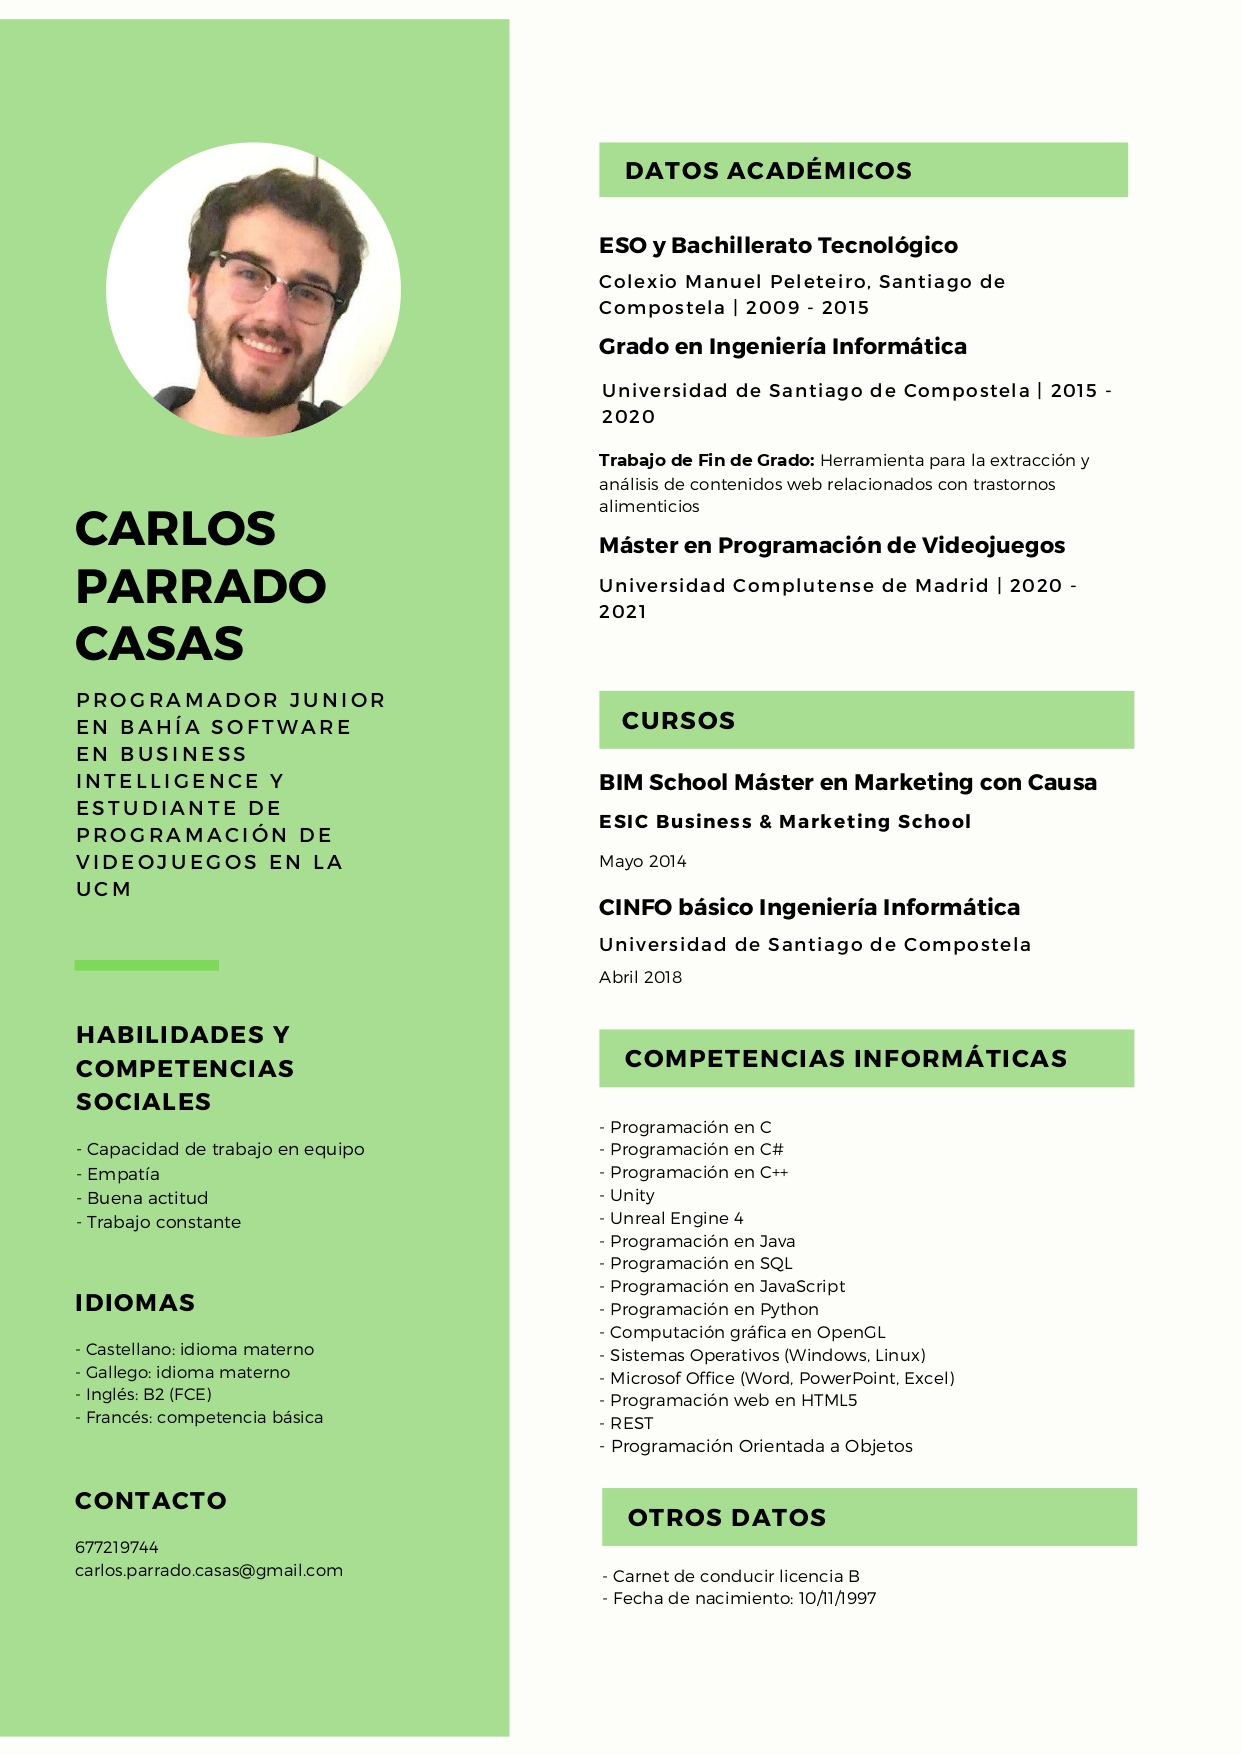 CARLOS
PARRADO
CASAS
PROGRAMADOR JUNIOR
EN BAHÍA SOFTWARE
EN BUSINESS
INTELLIGENCE Y
ESTUDIANTE DE
PROGRAMACIÓN DE
VIDEOJUEGOS EN LA
UCM
HABILIDADES Y
COMPETENCIAS
SOCIALES
- Capacidad de trabajo en equipo
- Empatía
- Buena actitud
- Trabajo constante
IDIOMAS
- Castellano: idioma materno
- Gallego: idioma materno
- Inglés: B2 (FCE)
- Francés: competencia básica
CONTACTO
677219744
carlos.parrado.casas@gmail.com
DATOS ACADÉMICOS
ESO y Bachillerato Tecnológico
Colexio Manuel Peleteiro, Santiago de
Compostela | 2009 - 2015
Grado en Ingeniería Informática
Universidad de Santiago de Compostela | 2015 -
2020
Trabajo de Fin de Grado: Herramienta para la extracción y
análisis de contenidos web relacionados con trastornos
alimenticios
Máster en Programación de Videojuegos
Universidad Complutense de Madrid | 2020 -
2021
CURSOS
BIM School Máster en Marketing con Causa
ESIC Business & Marketing School
Mayo 2014
CINFO básico Ingeniería Informática
Universidad de Santiago de Compostela
Abril 2018
COMPETENCIAS INFORMÁTICAS
- Programación en C
- Programación en C#
- Programación en C++
- Unity
- Unreal Engine 4
- Programación en Java
- Programación en SQL
- Programación en JavaScript
- Programación en Python
- Computación gráfica en OpenGL
- Sistemas Operativos (Windows, Linux)
- Microsof Office (Word, PowerPoint, Excel)
- Programación web en HTML5
- REST
- Programación Orientada a Objetos
OTROS DATOS
- Carnet de conducir licencia B
- Fecha de nacimiento: 10/11/1997